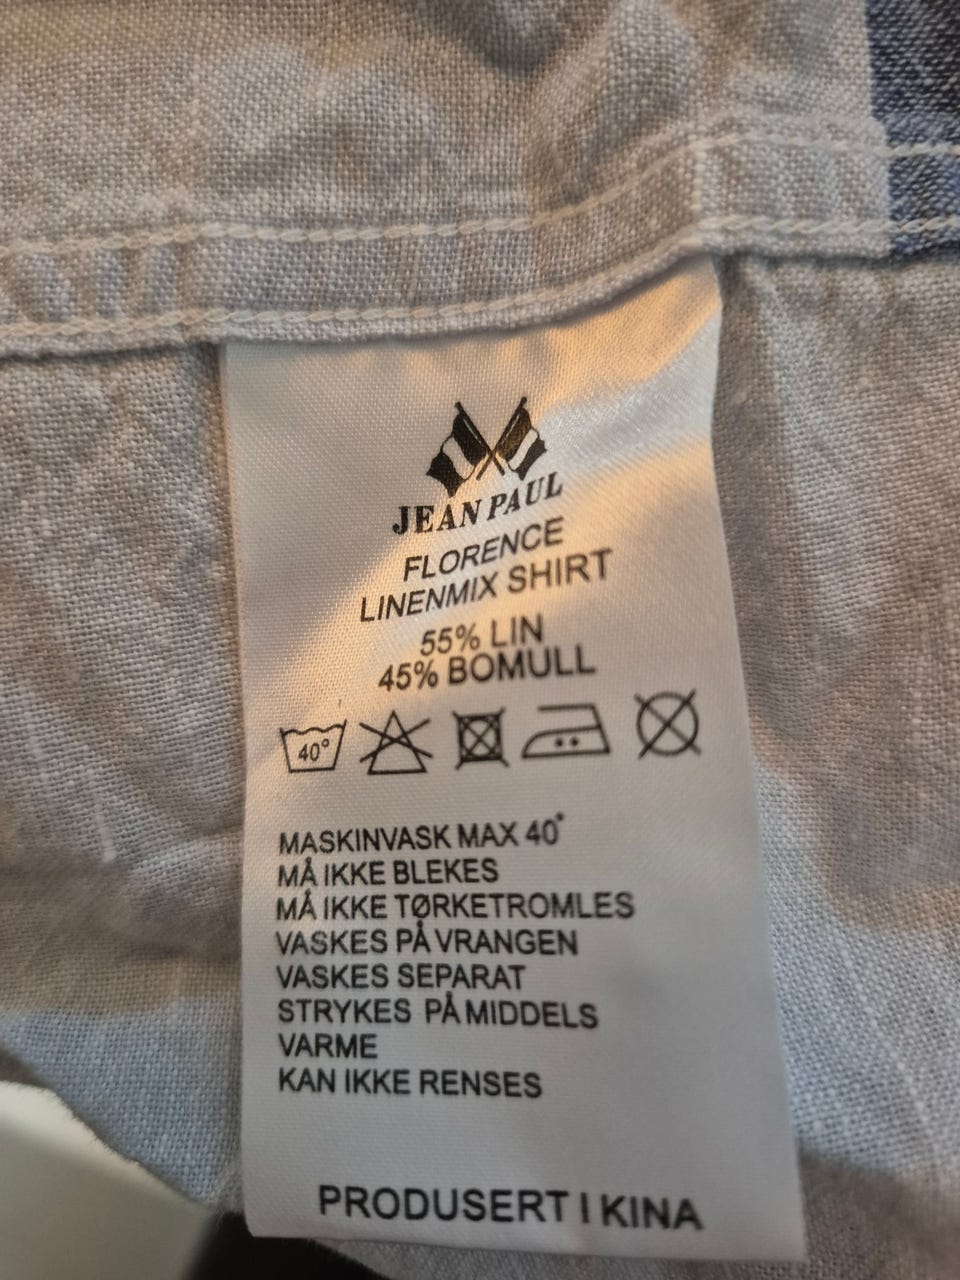 JEAN PAUL
FLORENCE
LINENMIX SHIRT
55% LIN
45% BOMULL
40°
MASKINVASK MAX 40°
MÅ IKKE BLEKES
MÅ IKKE TØRKETROMLES
VASKES PÅ VRANGEN
VASKES SEPARAT
STRYKES PÅ MIDDELS
VARME
KAN IKKE RENSES
PRODUSERT I KINA